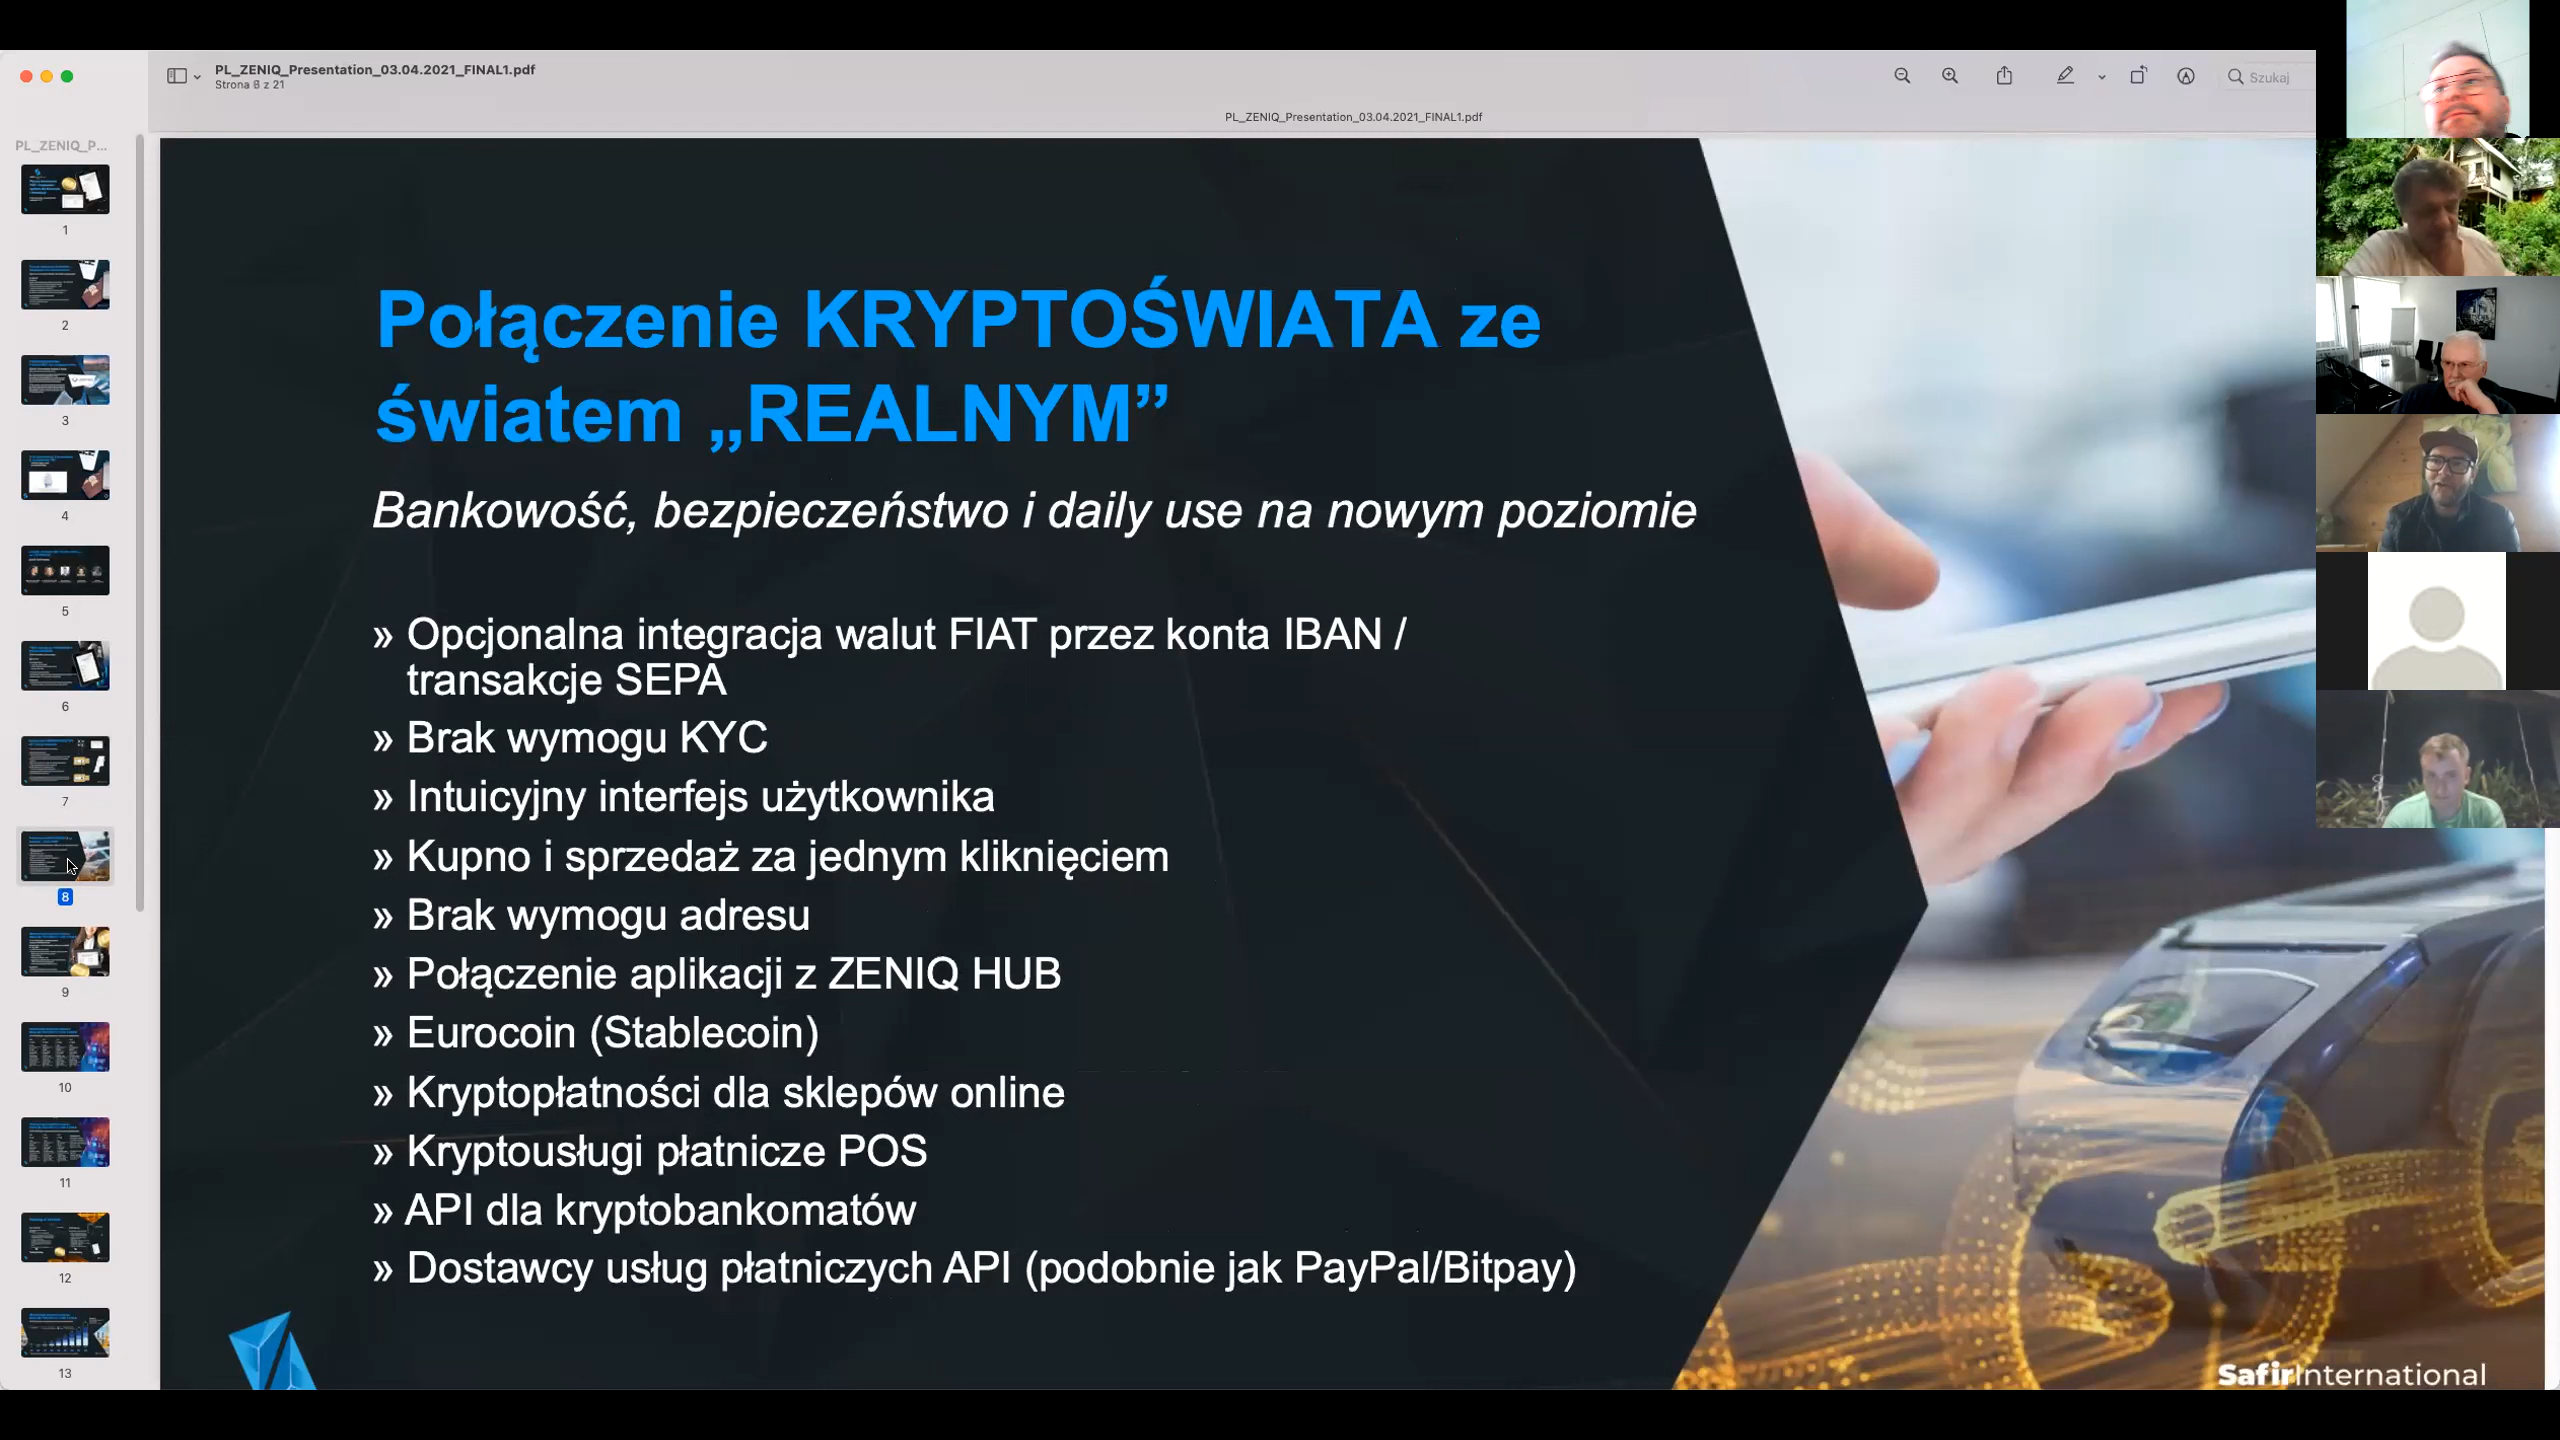 PL_ZENIQ_Presentation_03.04.2021_FINAL1.pdf
Szukaj
PL_ZENIQ_Presentation_03.04.2021_FINAL1.pdf
PL_ZENIQ_P...
1
2
3
4
5
6
7
8
9
10
11
12
13
Połączenie KRYPTOŚWIATA ze
światem „REALNYM”
Bankowość, bezpieczeństwo i daily use na nowym poziomie
» Opcjonalna integracja walut FIAT przez konta IBAN /
transakcje SEPA
» Brak wymogu KYC
» Intuicyjny interfejs użytkownika
» Kupno i sprzedaż za jednym kliknięciem
» Brak wymogu adresu
» Połączenie aplikacji z ZENIQ HUB
» Eurocoin (Stablecoin)
» Kryptopłatności dla sklepów online
» Kryptousługi płatnicze POS
» API dla kryptobankomatów
» Dostawcy usług płatniczych API (podobnie jak PayPal/Bitpay)
SafirInternational